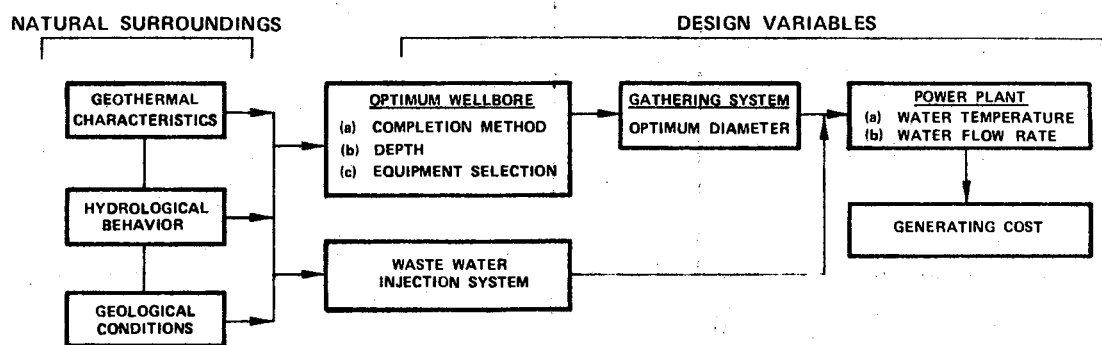 NATURAL SURROUNDINGS
DESIGN VARIABLES
GEOTHERMAL
CHARACTERISTICS
HYDROLOGICAL
BEHAVIOR
GEOLOGICAL
CONDITIONS
OPTIMUM WELLBORE
(a) COMPLETION METHOD
(b) DEPTH
(c) EQUIPMENT SELECTION
WASTE WATER
INJECTION SYSTEM
GATHERING SYSTEM
OPTIMUM DIAMETER
POWER PLANT
(a) WATER TEMPERATURE
(b) WATER FLOW RATE
GENERATING COST